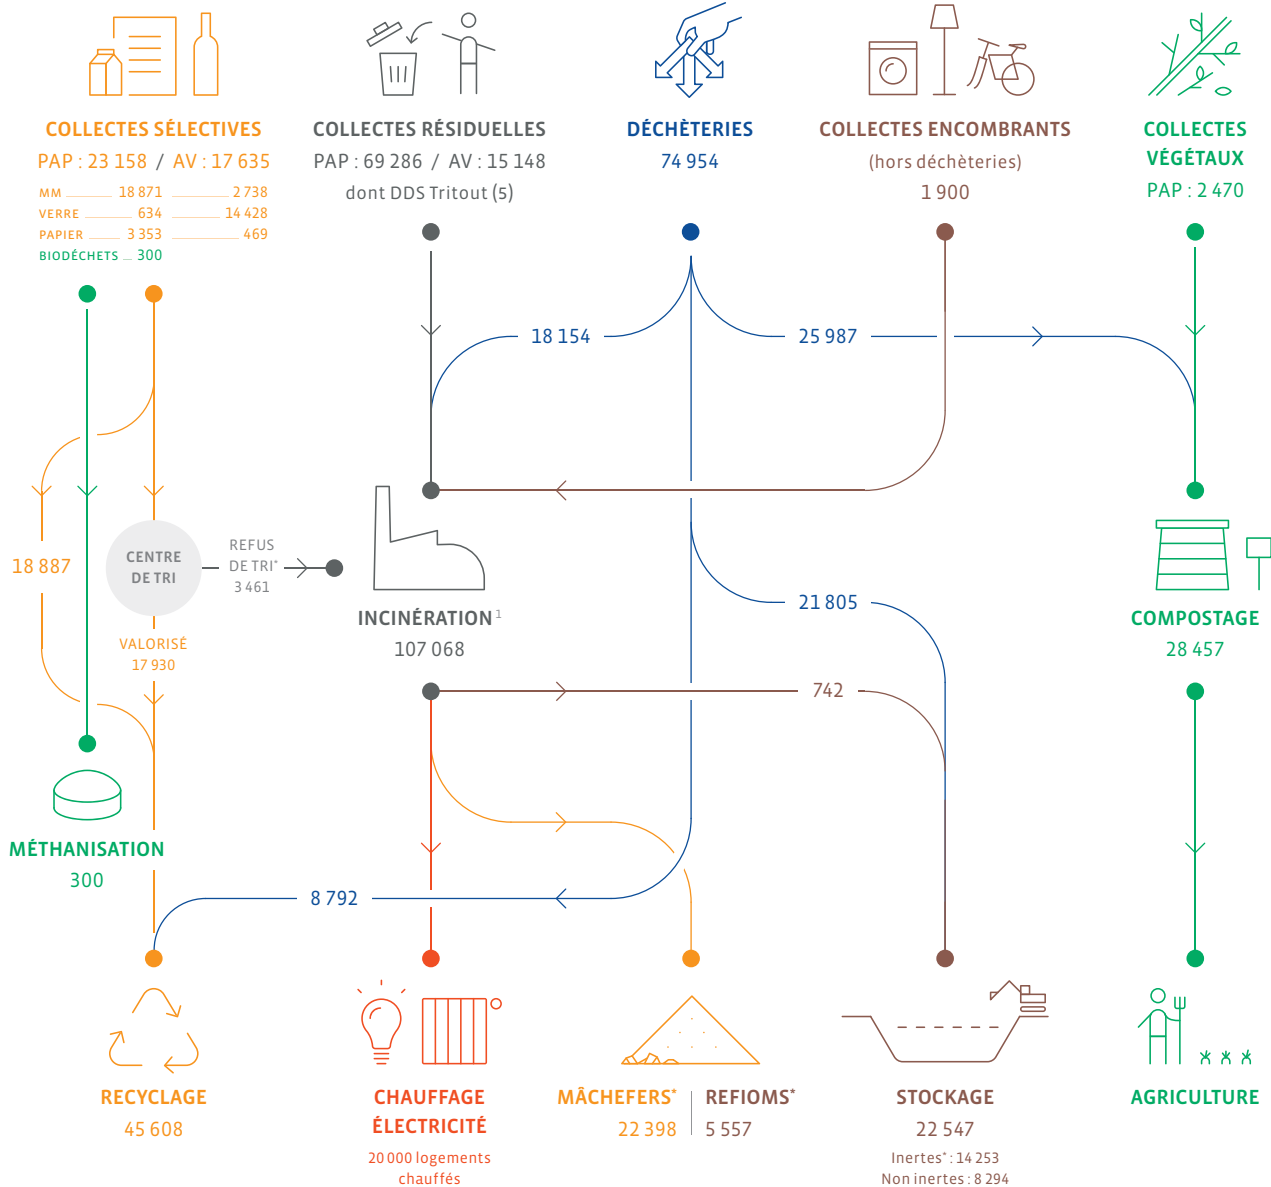 COLLECTES SÉLECTIVES
PAP : 23 158 / AV : 17 635
MM 18 871 2 738
VERRE 634 14 428
PAPIER 3 353 469
BIODÉCHETS 300
COLLECTES RÉSIDUELLES
PAP : 69 286 / AV : 15 148
dont DDS Tritout (5)
DÉCHÈTERIES
74 954
COLLECTES ENCOMBRANTS
(hors déchèteries)
1 900
COLLECTES
VÉGÉTAUX
PAP : 2 470
18 154
25 987
18 887
CENTRE
DE TRI
REFUS
DE TRI*
3 461
VALORISÉ
17 930
INCINÉRATION¹
107 068
21 805
COMPOSTAGE
28 457
742
MÉTHANISATION
300
8 792
RECYCLAGE
45 608
CHAUFFAGE
ÉLECTRICITÉ
20 000 logements
chauffés
MÂCHEFERS*
22 398
REFIOMS*
5 557
STOCKAGE
22 547
Inertes* : 14 253
Non inertes : 8 294
AGRICULTURE